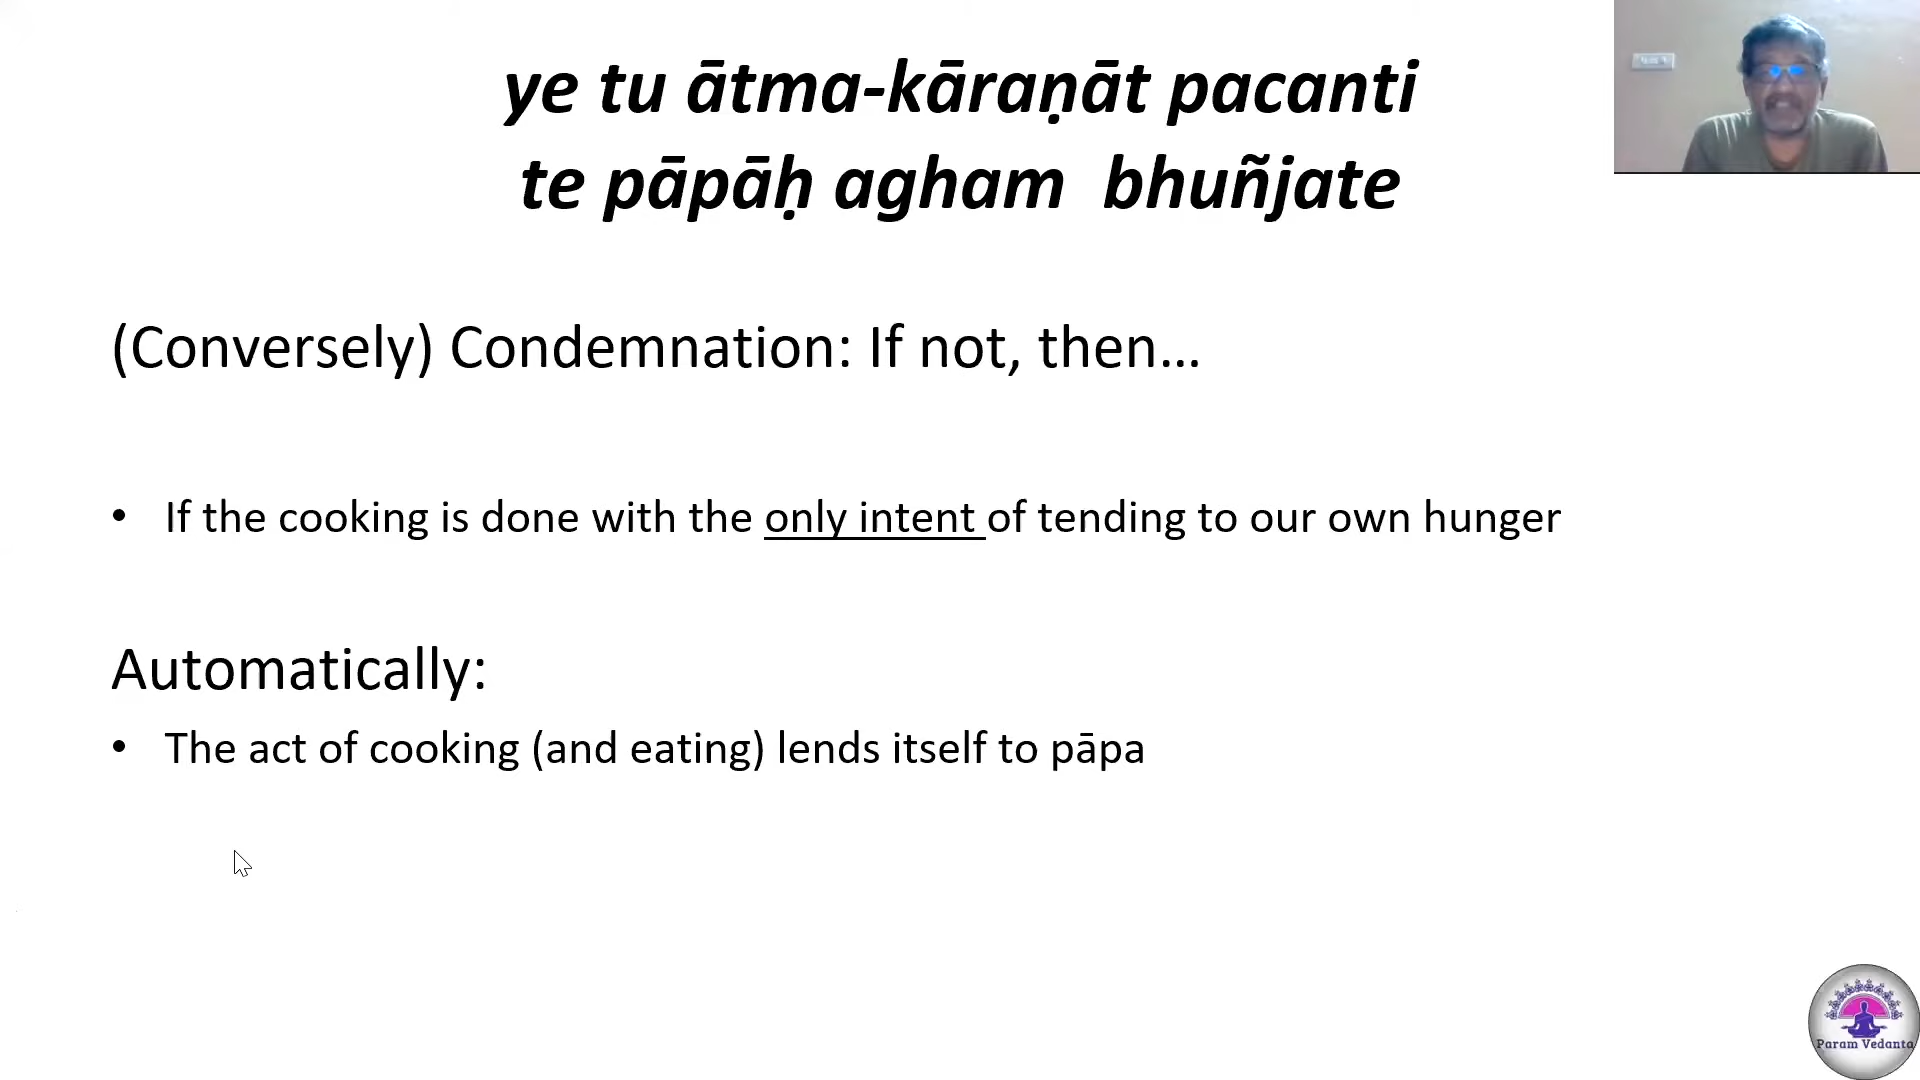 ye tu ātma-kāraṇāt pacanti
te pāpāḥ agham bhuñjate
(Conversely) Condemnation: If not, then…
• If the cooking is done with the only intent of tending to our own hunger
Automatically:
• The act of cooking (and eating) lends itself to pāpa
Param Vedanta